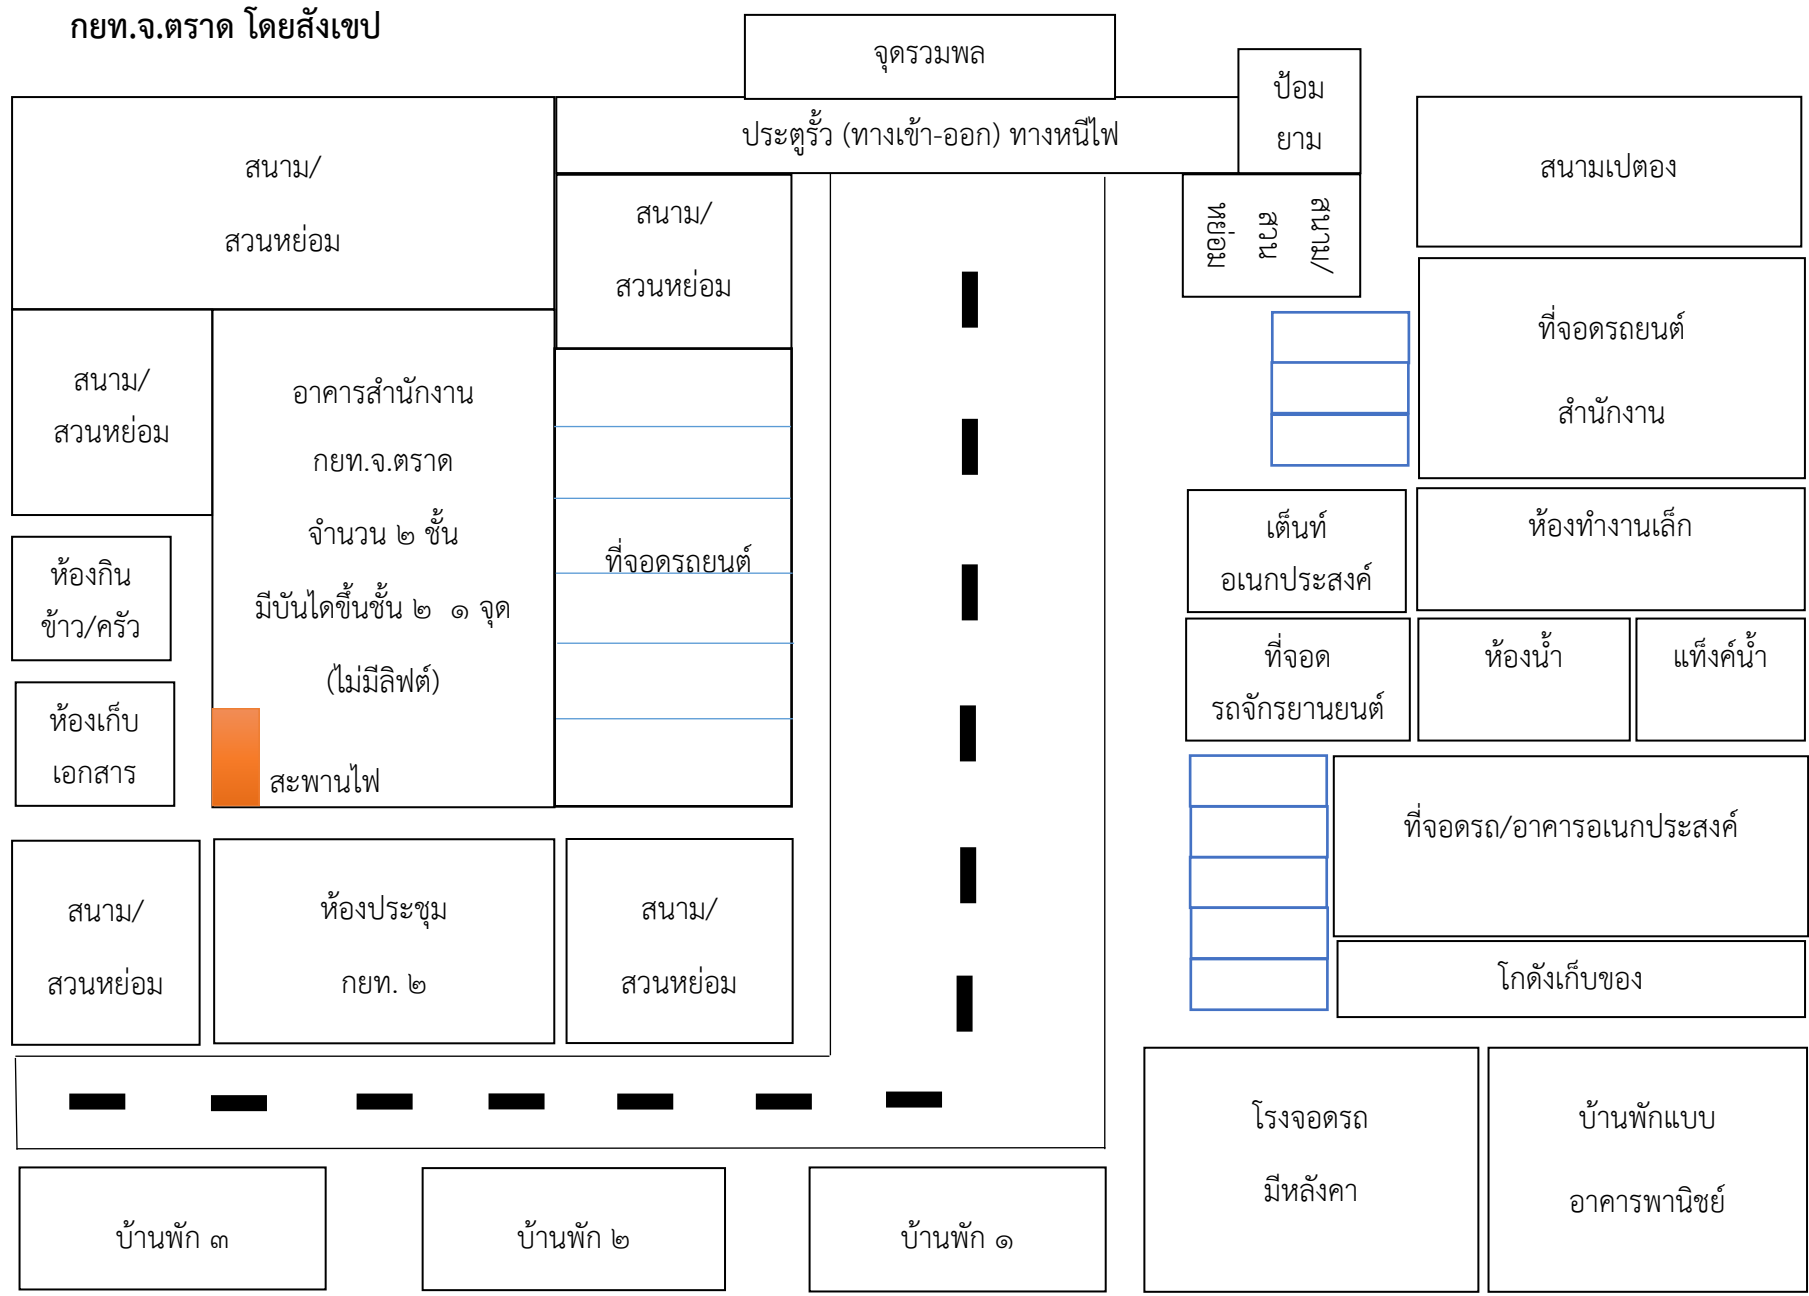 กยท.จ.ตราด โดยสังเขป
จุดรวมพล
ป้อม
ยาม
ประตูรั้ว (ทางเข้า-ออก) ทางหนีไฟ
สนาม/
สวนหย่อม
สนาม/
สวนหย่อม
สนาม/
สวน
หย่อม
สนามเปตอง
สนาม/
สวนหย่อม
อาคารสำนักงาน
กยท.จ.ตราด
จำนวน ๒ ชั้น
มีบันไดขึ้นชั้น ๒ ๑ จุด
(ไม่มีลิฟต์)
สะพานไฟ
ที่จอดรถยนต์
ที่จอดรถยนต์
สำนักงาน
ห้องกิน
ข้าว/ครัว
ห้องเก็บ
เอกสาร
เต็นท์
อเนกประสงค์
ห้องทำงานเล็ก
ที่จอด
รถจักรยานยนต์
ห้องน้ำ
แท็งค์น้ำ
ที่จอดรถ/อาคารอเนกประสงค์
โกดังเก็บของ
สนาม/
สวนหย่อม
ห้องประชุม
กยท. ๒
สนาม/
สวนหย่อม
โรงจอดรถ
มีหลังคา
บ้านพักแบบ
อาคารพานิชย์
บ้านพัก ๓
บ้านพัก ๒
บ้านพัก ๑